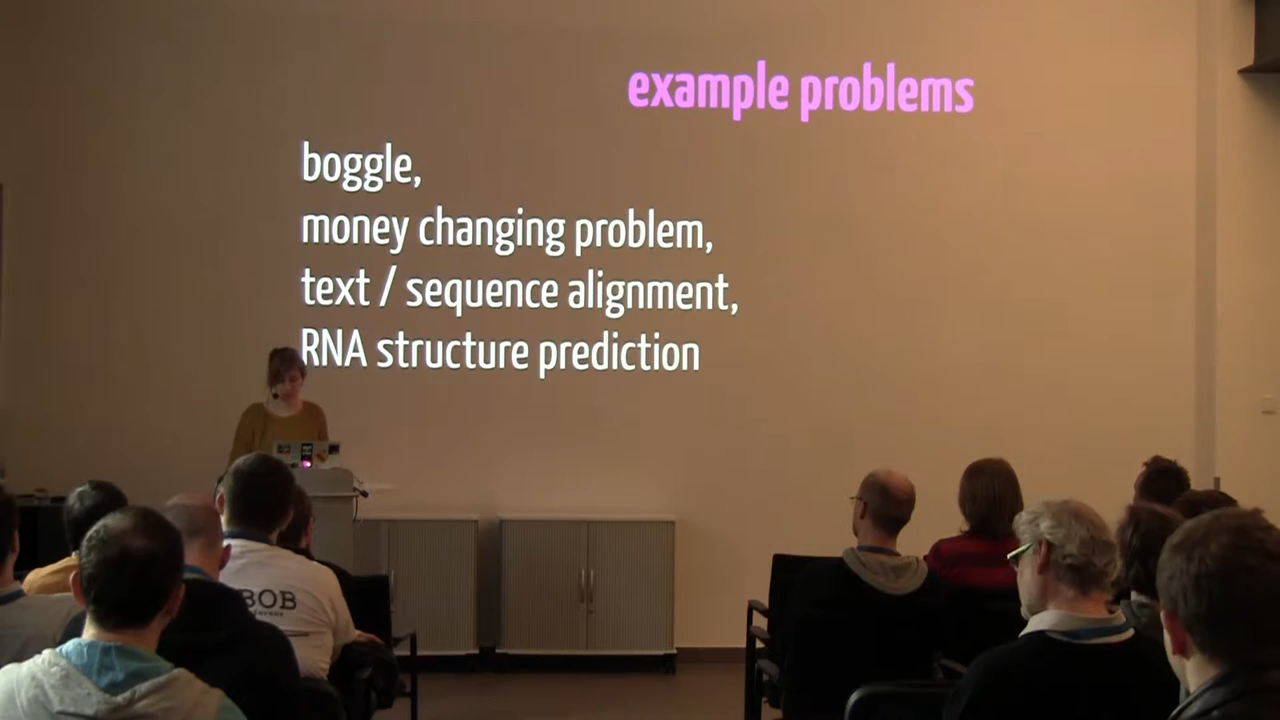 example problems
boggle,
money changing problem,
text / sequence alignment,
RNA structure prediction
BOB